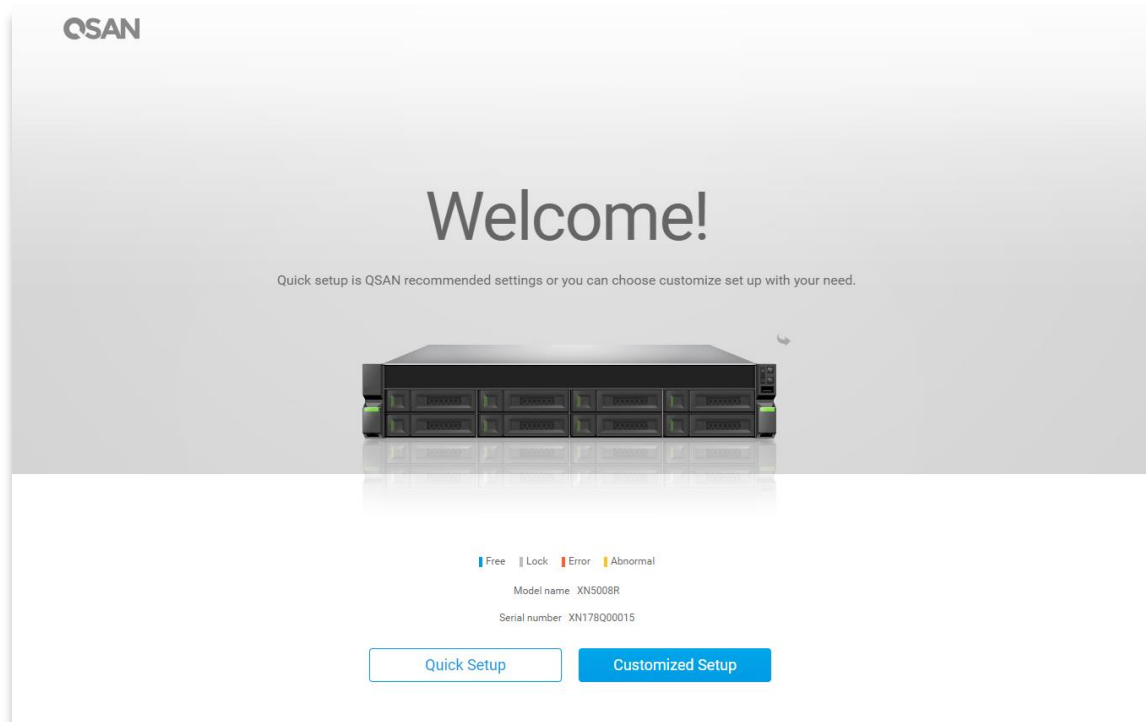 QSAN
Welcome!
Quick setup is QSAN recommended settings or you can choose customize set up with your need.
Free Lock Error Abnormal
Model name XN5008R
Serial number XN178Q00015
Quick Setup Customized Setup